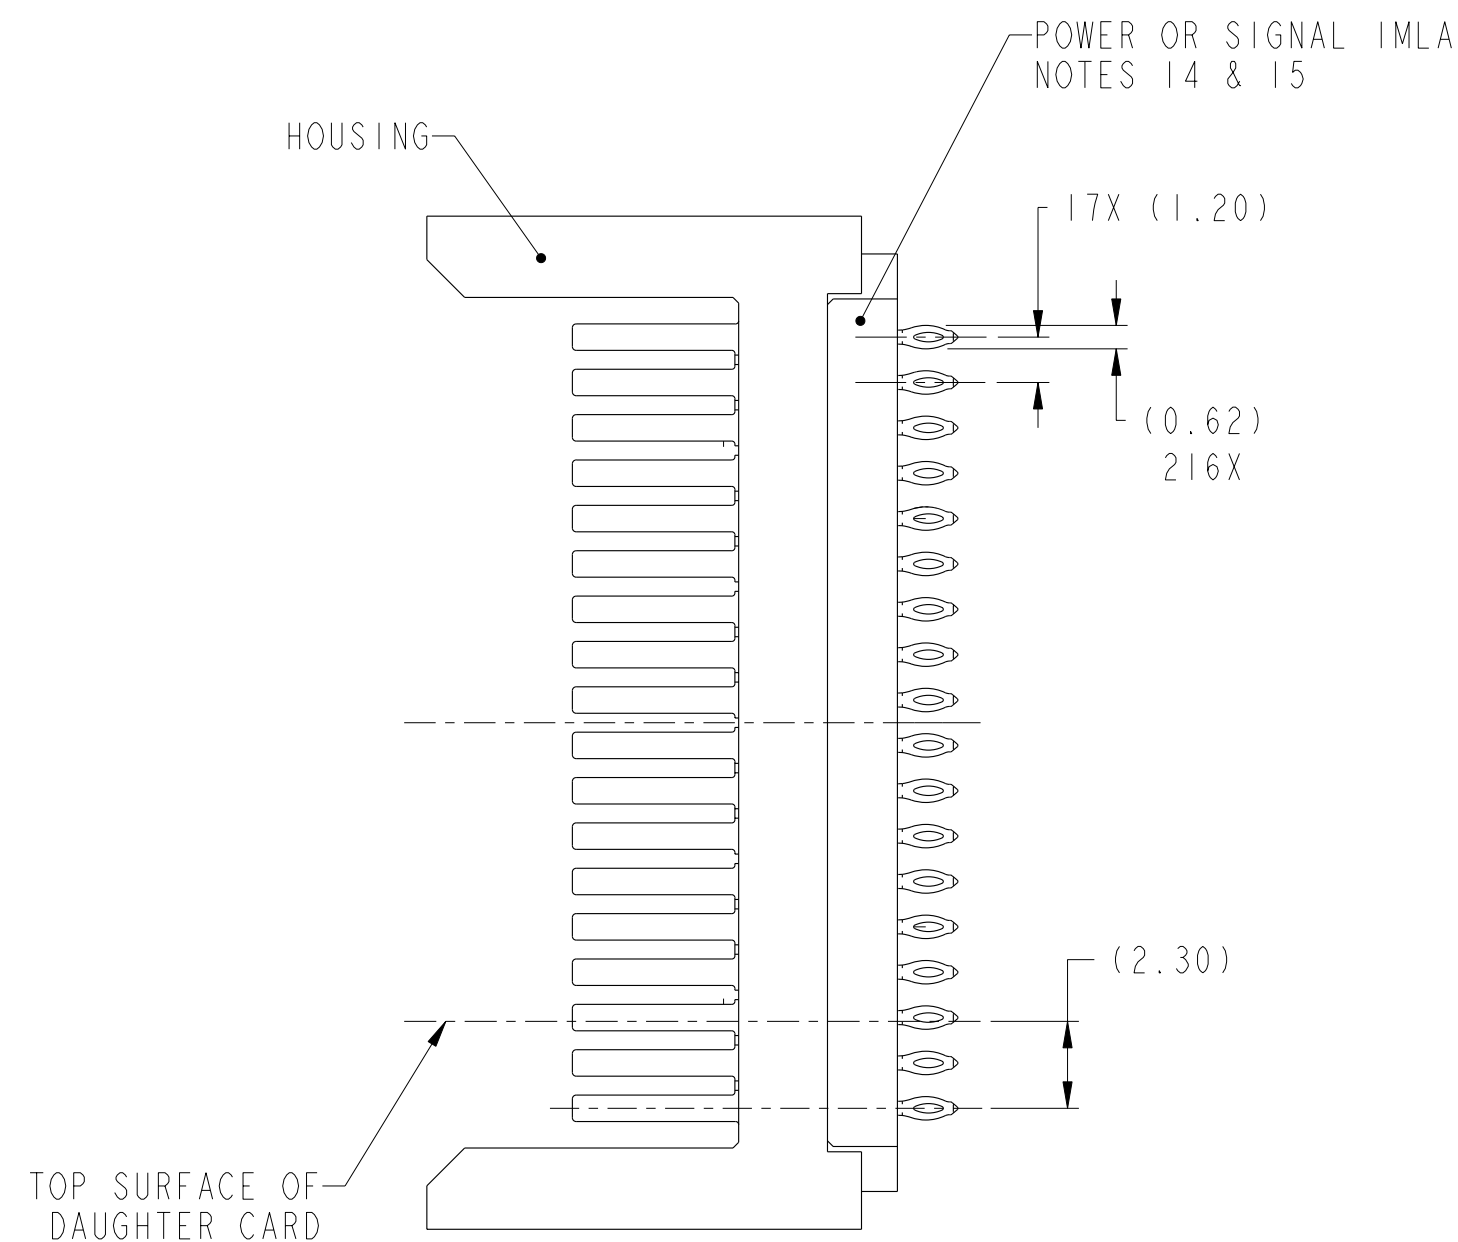 POWER OR SIGNAL IMLA
NOTES 14 & 15
HOUSING
17X (1.20)
(0.62)
216X
(2.30)
TOP SURFACE OF
DAUGHTER CARD